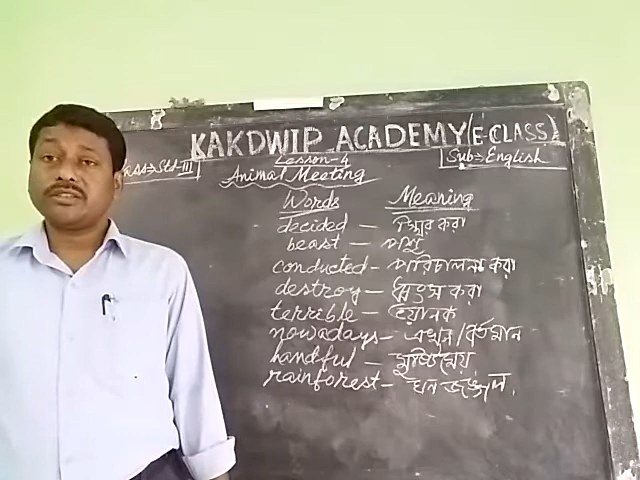 KAKDWIP ACADEMY (E-CLASS)
Lesson-4
Std-III
Sub:- English
Animal Meeting
Words Meaning
decided - স্থির করা
beast - পশু
conducted - পরিচালনা করা
destroy - ধ্বংস করা
terrible - ভয়ানক
nowadays - এখন/বর্তমান
handful - মুষ্টিমেয়
rainforest - ঘন জঙ্গল.